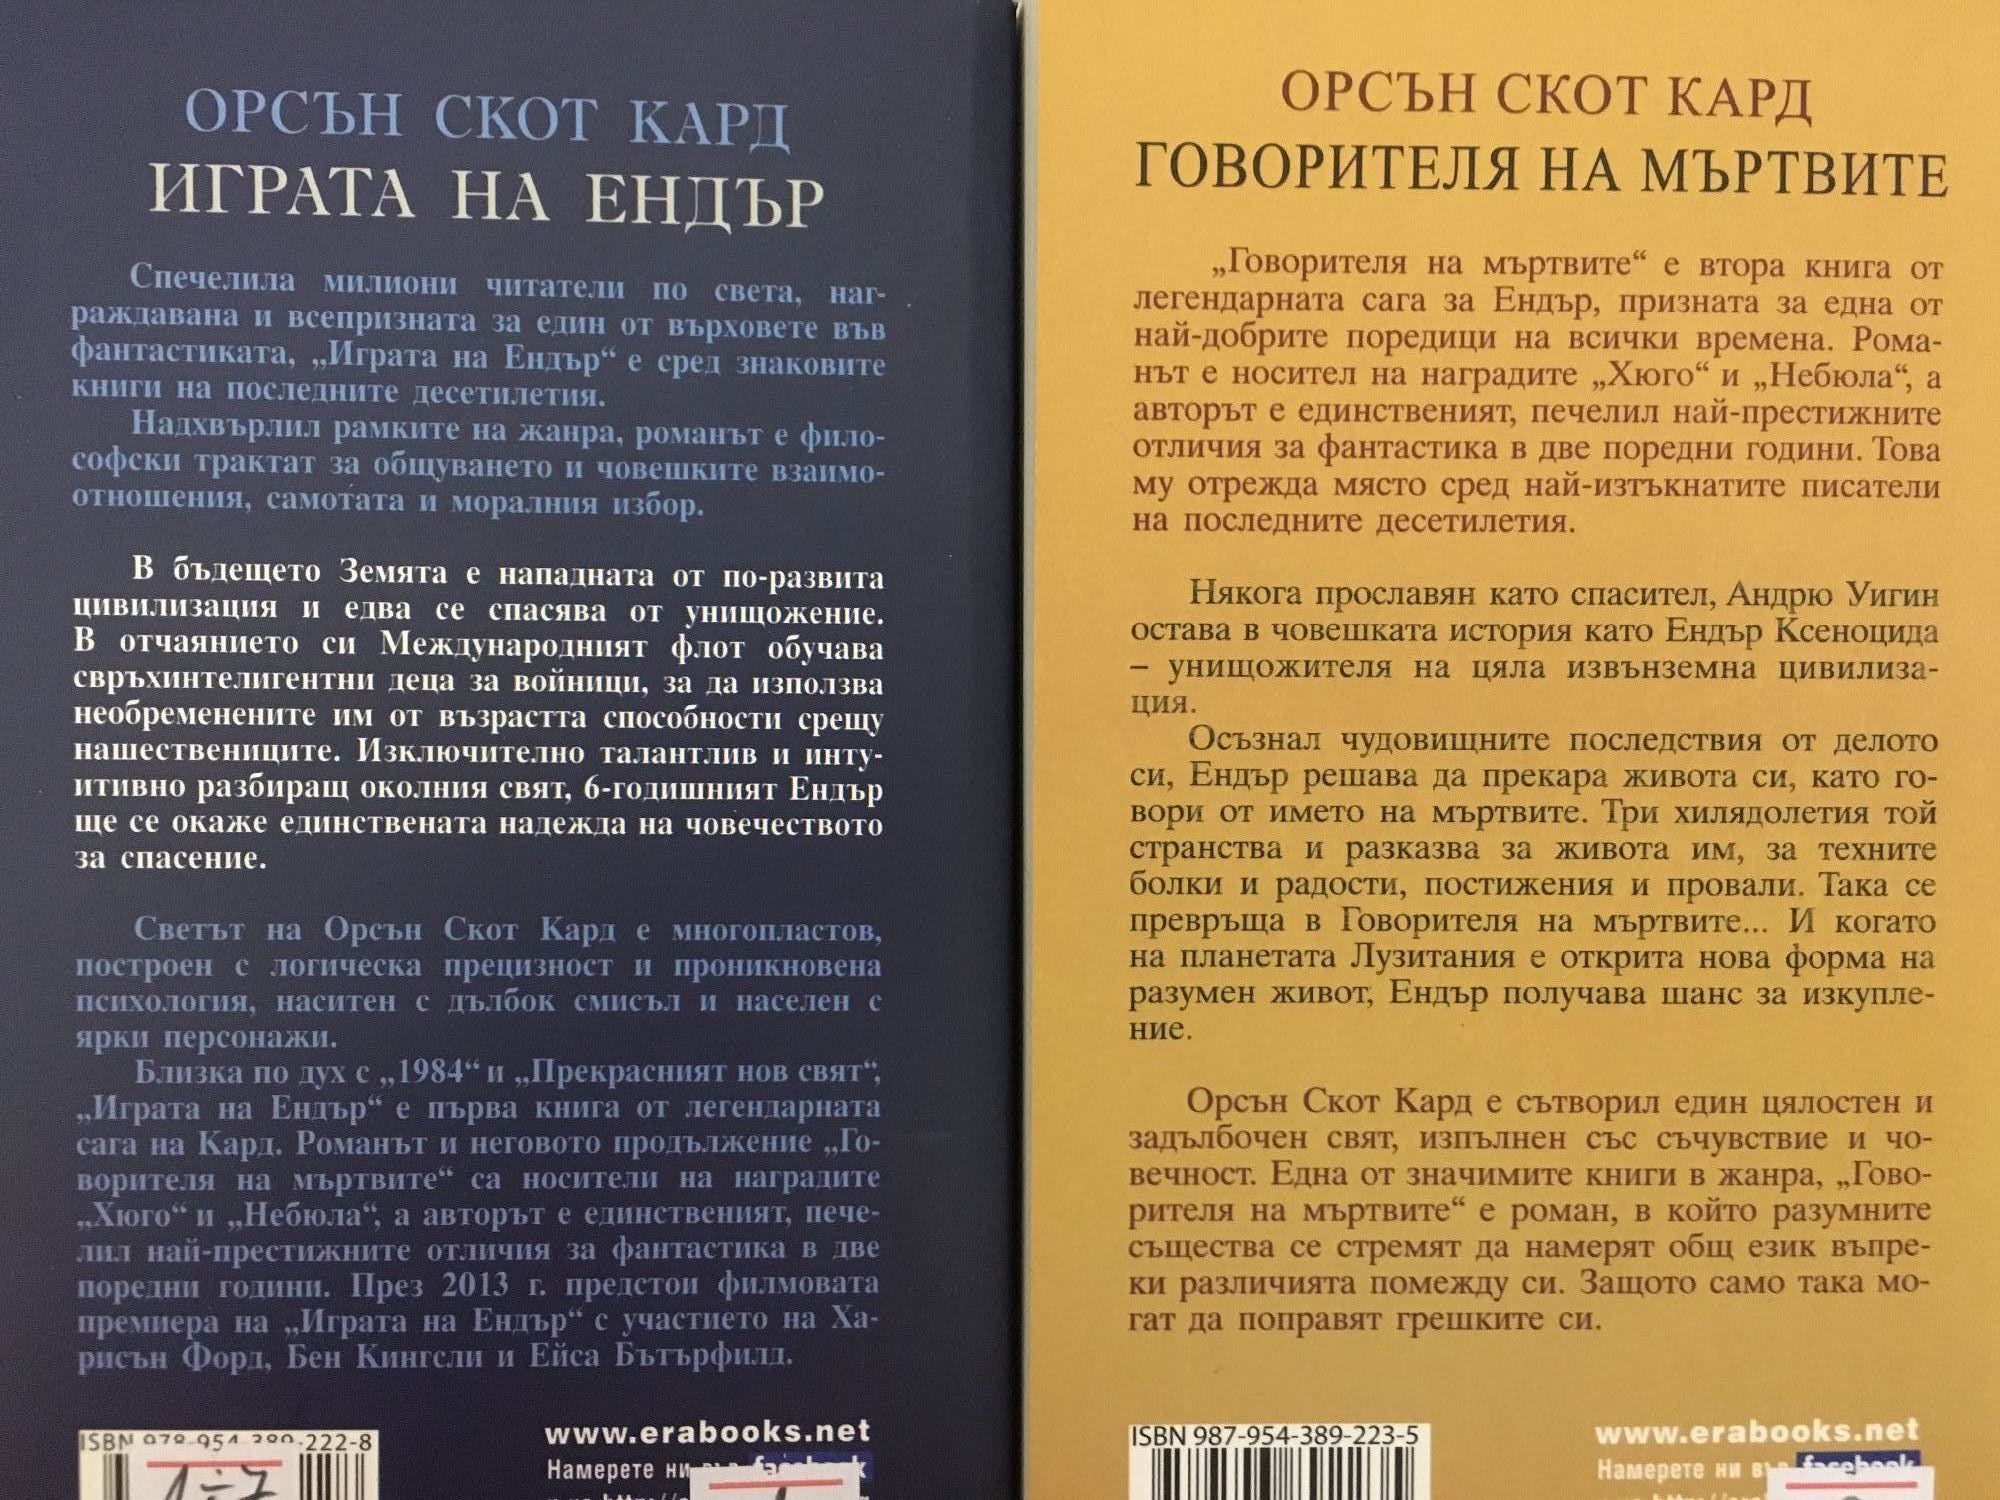 ОРСЪН СКОТ КАРД
ИГРАТА НА ЕНДЪР
Спечелила милиони читатели по света, наг-
раждавана и всепризната за един от върховете във
фантастиката, „Играта на Ендър“ е сред знаковите
книги на последните десетилетия.
Надхвърлил рамките на жанра, романът е фило-
софски трактат за общуването и човешките взаимо-
отношения, самотата и моралния избор.
В бъдещето Земята е нападната от по-развита
цивилизация и едва се спасява от унищожение.
В отчаянието си Международният флот обучава
свръхинтелигентни деца за войници, за да използва
необременените им от възрастта способности срещу
нашествениците. Изключително талантлив и инту-
итивно разбиращ околния свят, 6-годишният Ендър
ще се окаже единствената надежда на човечеството
за спасение.
Светът на Орсън Скот Кард е многопластов,
построен с логическа прецизност и проникновена
психология, наситен с дълбок смисъл и населен с
ярки персонажи.
Близка по дух с „1984“ и „Прекрасният нов свят“,
„Играта на Ендър“ е първа книга от легендарната
сага на Кард. Романът и неговото продължение „Го-
ворителя на мъртвите“ са носители на наградите
„Хюго“ и „Небюла“, а авторът е единственият, пече-
лил най-престижните отличия за фантастика в две
поредни години. През 2013 г. предстои филмовата
премиера на „Играта на Ендър“ с участието на Ха-
рисън Форд, Бен Кингсли и Ейса Бътърфилд.
ISBN 978-954-389-222-8
www.erabooks.net
Намерете ни във facebook
ОРСЪН СКОТ КАРД
ГОВОРИТЕЛЯ НА МЪРТВИТЕ
„Говорителя на мъртвите“ е втора книга от
легендарната сага за Ендър, призната за една от
най-добрите поредици на всички времена. Рома-
нът е носител на наградите „Хюго“ и „Небюла“, а
авторът е единственият, печелил най-престижните
отличия за фантастика в две поредни години. Това
му отрежда място сред най-изтъкнатите писатели
на последните десетилетия.
Някога прославян като спасител, Андрю Уигин
остава в човешката история като Ендър Ксеноцида
– унищожителя на цяла извънземна цивилиза-
ция.
Осъзнал чудовищните последствия от делото
си, Ендър решава да прекара живота си, като го-
вори от името на мъртвите. Три хилядолетия той
странства и разказва за живота им, за техните
болки и радости, постижения и провали. Така се
превръща в Говорителя на мъртвите... И когато
на планетата Лузитания е открита нова форма на
разумен живот, Ендър получава шанс за изкупле-
ние.
Орсън Скот Кард е сътворил един цялостен и
задълбочен свят, изпълнен със съчувствие и чо-
вечност. Една от значимите книги в жанра, „Гово-
рителя на мъртвите“ е роман, в който разумните
същества се стремят да намерят общ език въпре-
ки различията помежду си. Защото само така мо-
гат да поправят грешките си.
ISBN 987-954-389-223-5
www.erabooks.net
Намерете ни в facebook